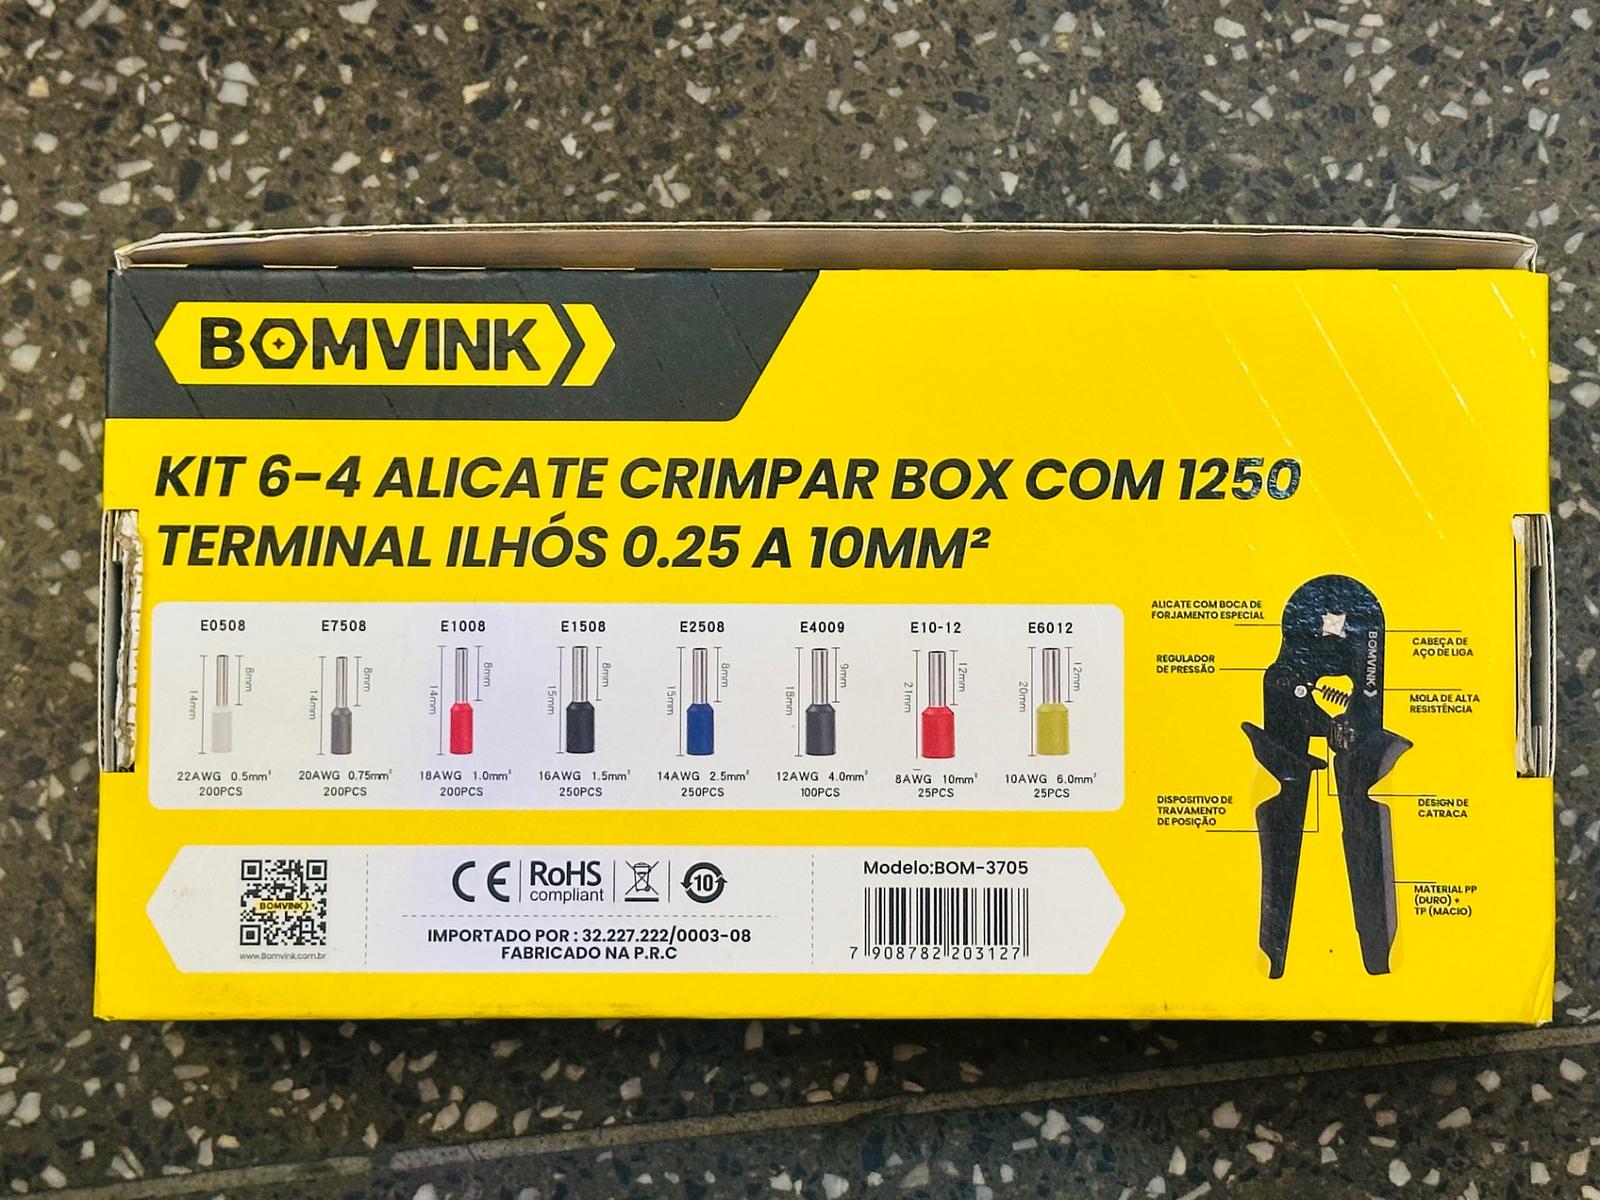 BOMVINK
KIT 6-4 ALICATE CRIMPAR BOX COM 1250
TERMINAL ILHÓS 0.25 A 10MM²
E0508 E7508 E1008 E1508 E2508 E4009 E10-12 E6012
14mm 8mm 14mm 8mm 14mm 8mm 15mm 8mm 15mm 8mm 18mm 9mm 21mm 12mm 20mm 12mm
22AWG 0.5mm² 20AWG 0.75mm² 18AWG 1.0mm² 16AWG 1.5mm² 14AWG 2.5mm² 12AWG 4.0mm² 8AWG 10mm² 10AWG 6.0mm²
200PCS 200PCS 200PCS 250PCS 250PCS 100PCS 25PCS 25PCS
ALICATE COM BOCA DE
FORJAMENTO ESPECIAL
REGULADOR
DE PRESSÃO
DISPOSITIVO DE
TRAVAMENTO
DE POSIÇÃO
BOMVINK
CABEÇA DE
AÇO DE LIGA
MOLA DE ALTA
RESISTÊNCIA
DESIGN DE
CATRACA
MATERIAL PP
(DURO) +
TP (MACIO)
BOMVINK
www.Bomvink.com.br
CE RoHS
compliant
10
IMPORTADO POR : 32.227.222/0003-08
FABRICADO NA P.R.C
Modelo:BOM-3705
7 908782 203127